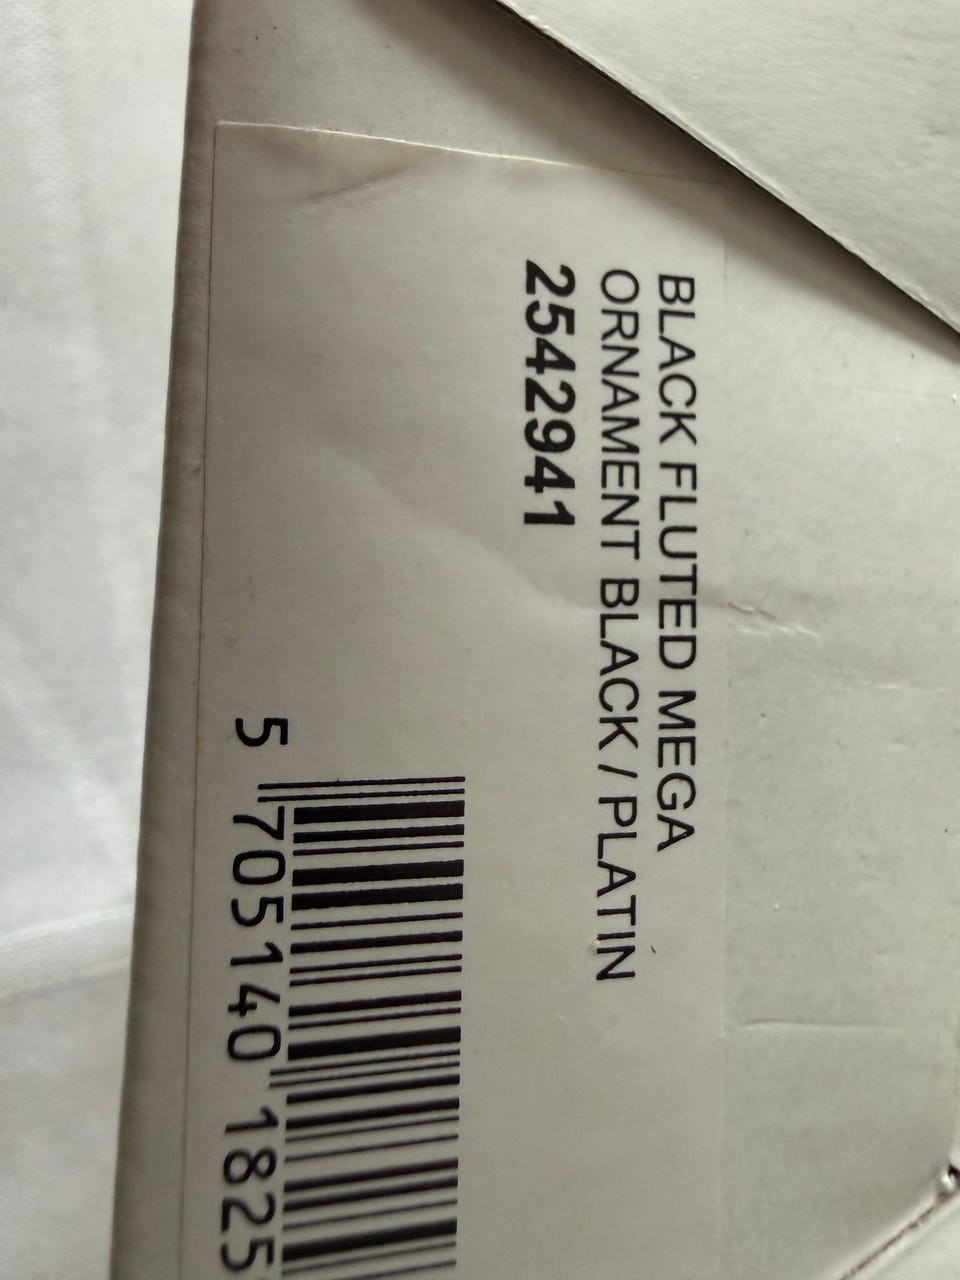 BLACK FLUTED MEGA
ORNAMENT BLACK / PLATIN
2542941
5 705140 1825